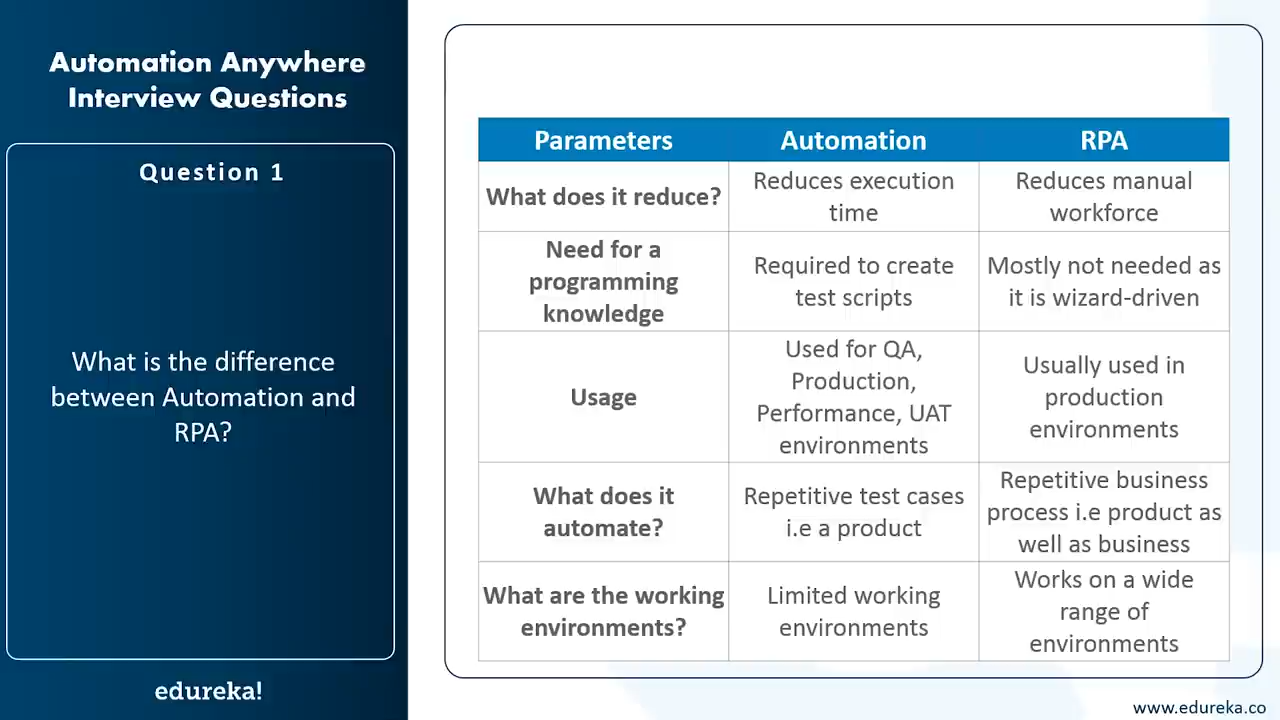 Automation Anywhere
Interview Questions
Question 1
What is the difference
between Automation and
RPA?
edureka!
Parameters Automation RPA
What does it reduce?
Reduces execution
time
Reduces manual
workforce
Need for a
programming
knowledge
Required to create
test scripts
Mostly not needed as
it is wizard-driven
Usage
Used for QA,
Production,
Performance, UAT
environments
Usually used in
production
environments
What does it
automate?
Repetitive test cases
i.e a product
Repetitive business
process i.e product as
well as business
What are the working
environments?
Limited working
environments
Works on a wide
range of
environments
www.edureka.co